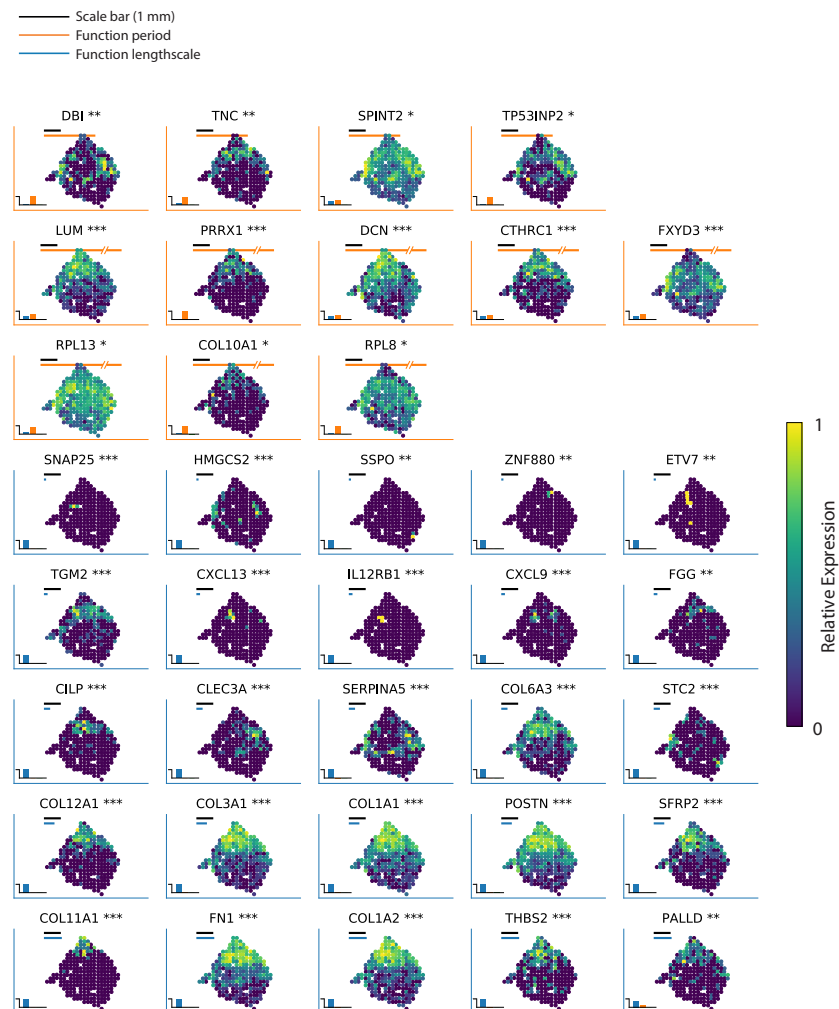 Scale bar (1 mm)
Function period
Function lengthscale
DBI ** TNC ** SPINT2 * TP53INP2 *
LUM *** PRRX1 *** DCN *** CTHRC1 *** FXYD3 ***
RPL13 * COL10A1 * RPL8 *
SNAP25 *** HMGCS2 *** SSPO ** ZNF880 ** ETV7 **
TGM2 *** CXCL13 *** IL12RB1 *** CXCL9 *** FGG **
CILP *** CLEC3A *** SERPINA5 *** COL6A3 *** STC2 ***
COL12A1 *** COL3A1 *** COL1A1 *** POSTN *** SFRP2 ***
COL11A1 *** FN1 *** COL1A2 *** THBS2 *** PALLD **
1
Relative Expression
0